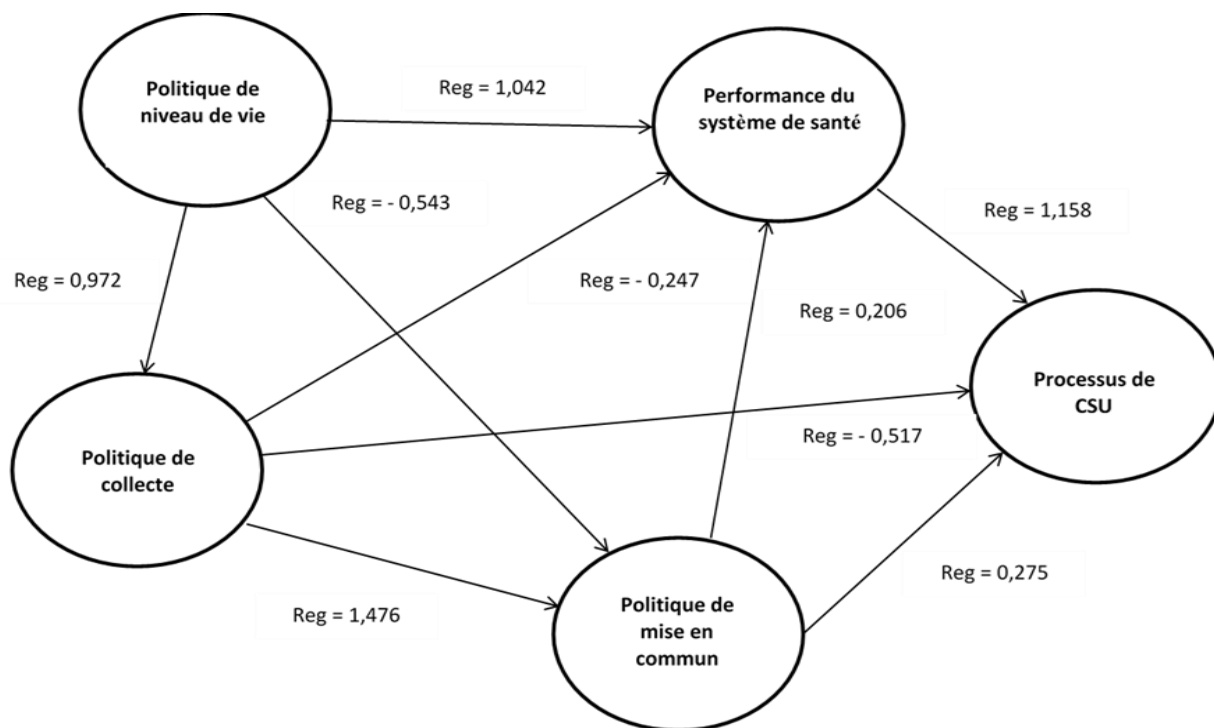 Politique de
niveau de vie
Reg = 1,042
Performance du
système de santé
Reg = - 0,543
Reg = 1,158
Reg = 0,972
Reg = - 0,247
Reg = 0,206
Processus de
CSU
Reg = - 0,517
Politique de
collecte
Reg = 0,275
Reg = 1,476
Politique de
mise en
commun